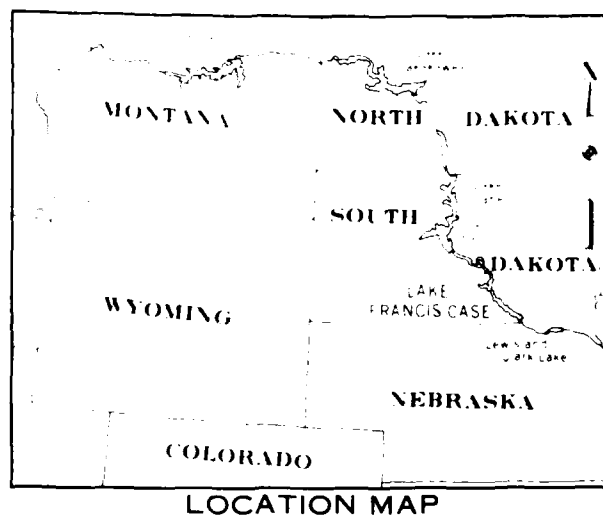 MONTANA NORTH DAKOTA
SOUTH
DAKOTA
LAKE
FRANCIS CASE
WYOMING
Lewis and
Clark Lake
NEBRASKA
COLORADO
LOCATION MAP